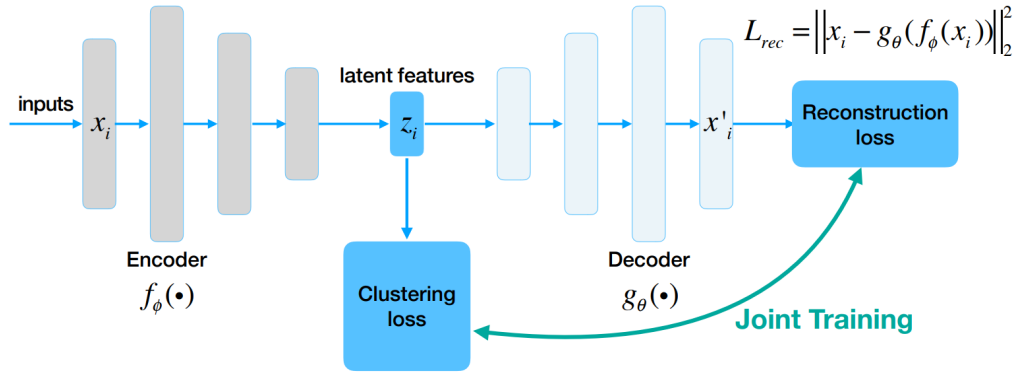 L_rec = ||x_i − g_θ(f_ϕ(x_i))||_2^2
latent features
inputs
x_i
z_i
x'_i
Reconstruction
loss
Encoder
f_ϕ(•)
Decoder
g_θ(•)
Clustering
loss
Joint Training